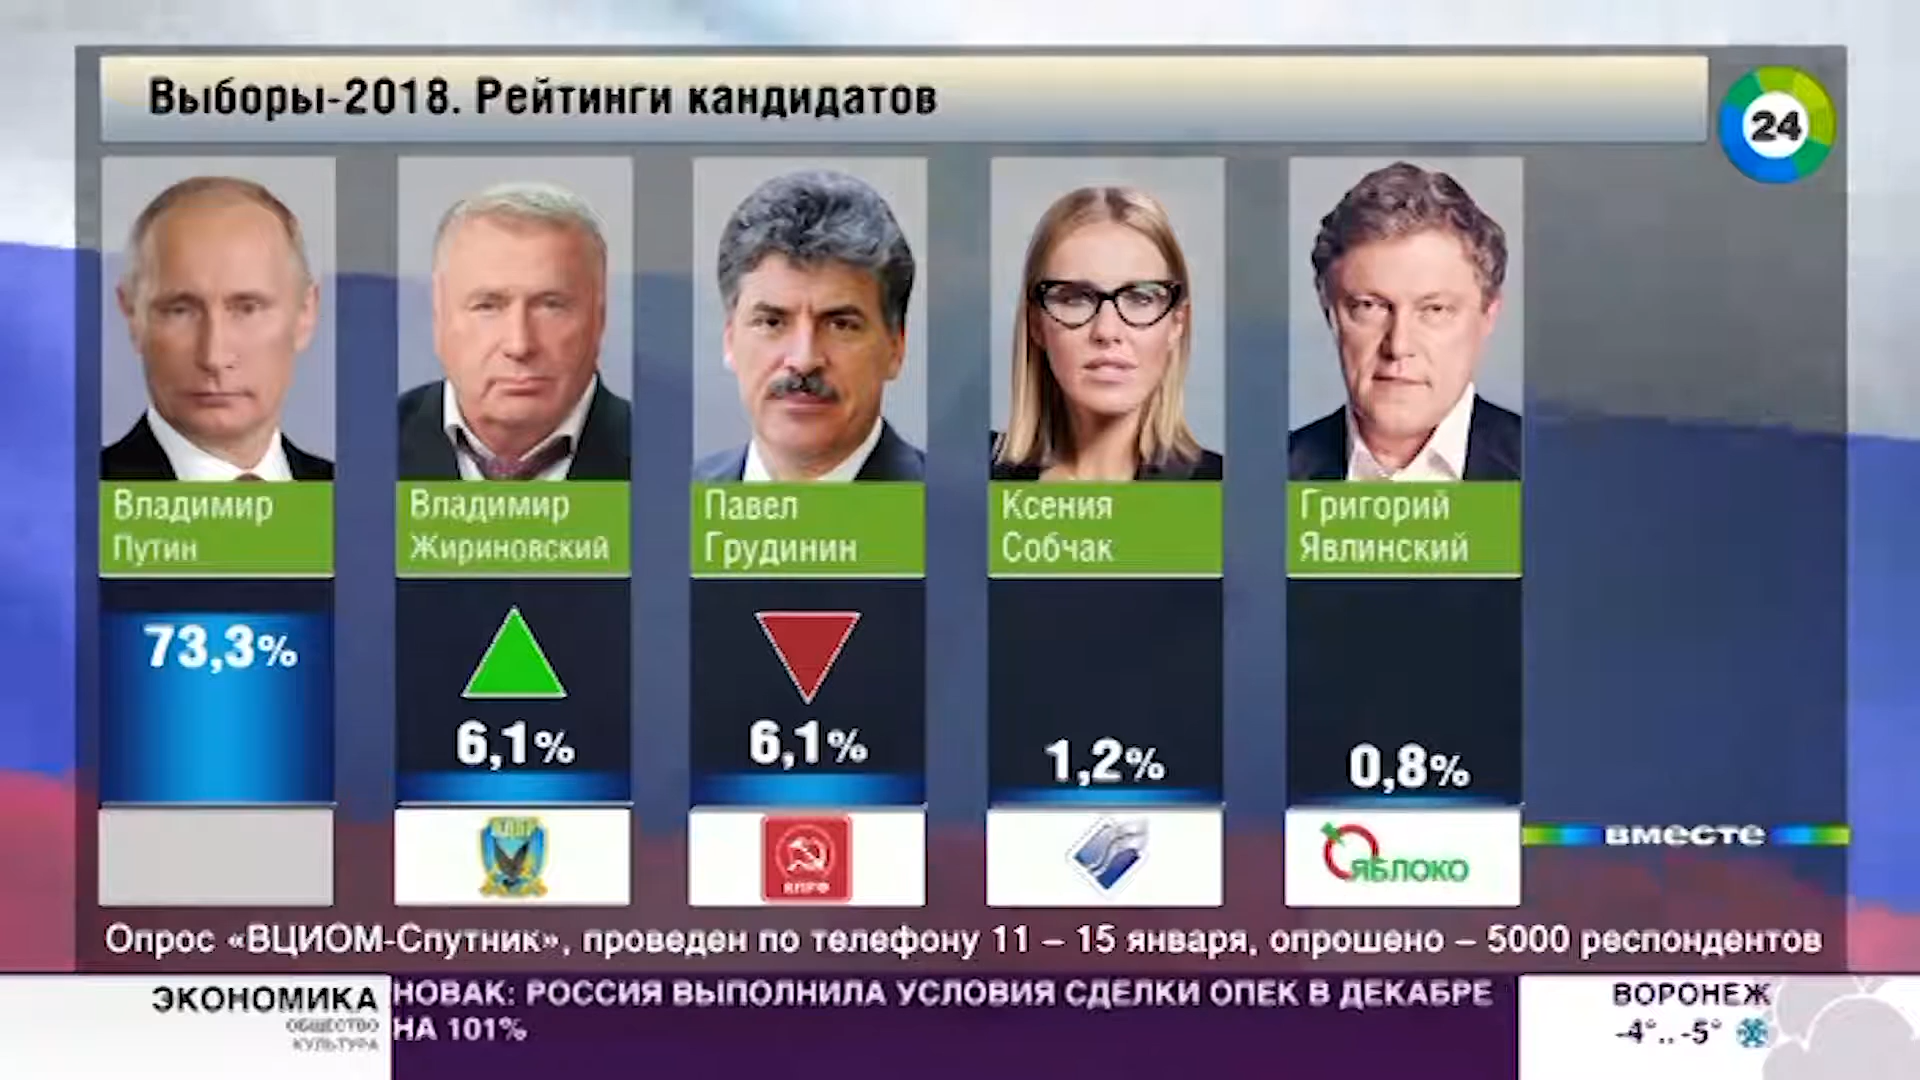 Выборы-2018. Рейтинги кандидатов
24
Владимир
Путин
Владимир
Жириновский
Павел
Грудинин
Ксения
Собчак
Григорий
Явлинский
73,3%
6,1%
6,1%
1,2%
0,8%
ЛДПР
КПРФ
ЯБЛОКО
вместе
Опрос «ВЦИОМ-Спутник», проведен по телефону 11 – 15 января, опрошено – 5000 респондентов
ЭКОНОМИКА
ОБЩЕСТВО
КУЛЬТУРА
НОВАК: РОССИЯ ВЫПОЛНИЛА УСЛОВИЯ СДЕЛКИ ОПЕК В ДЕКАБРЕ
НА 101%
ВОРОНЕЖ
-4°..-5°